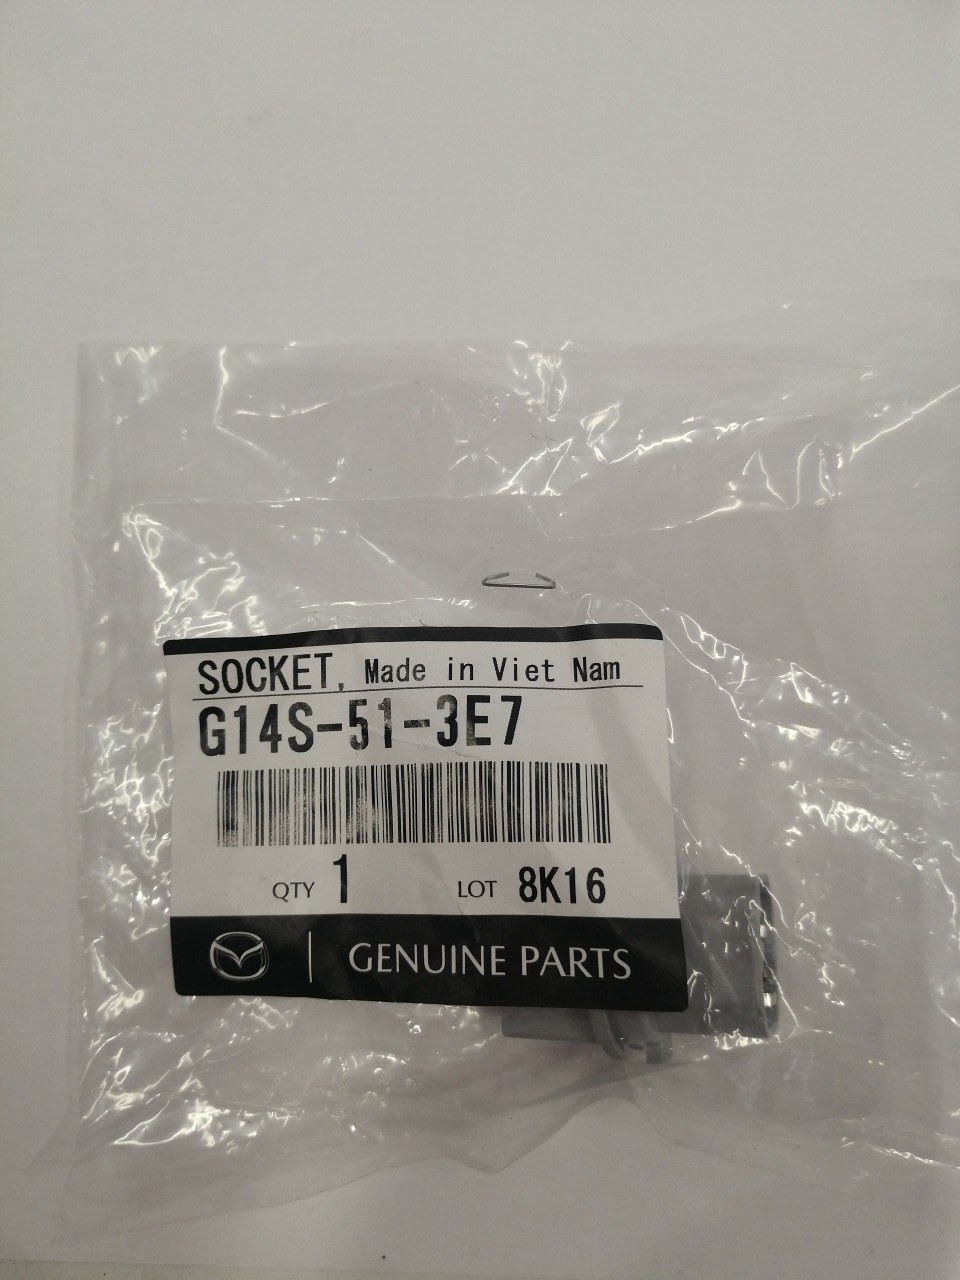 SOCKET, Made in Viet Nam
G14S-51-3E7
QTY 1 LOT 8K16
GENUINE PARTS